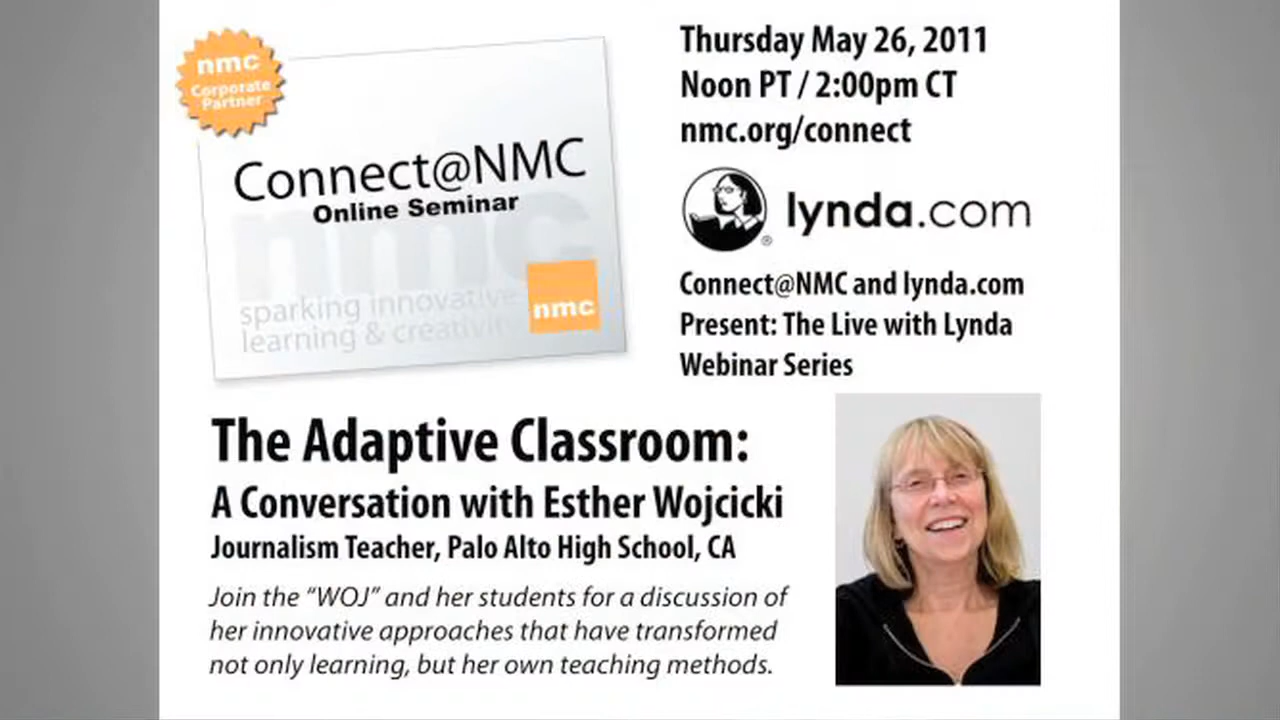 nmc
Corporate
Partner
Connect@NMC
Online Seminar
nmc
sparking innovative
learning & creativity
nmc
Thursday May 26, 2011
Noon PT / 2:00pm CT
nmc.org/connect
lynda.com
®
Connect@NMC and lynda.com
Present: The Live with Lynda
Webinar Series
The Adaptive Classroom:
A Conversation with Esther Wojcicki
Journalism Teacher, Palo Alto High School, CA
Join the “WOJ” and her students for a discussion of
her innovative approaches that have transformed
not only learning, but her own teaching methods.